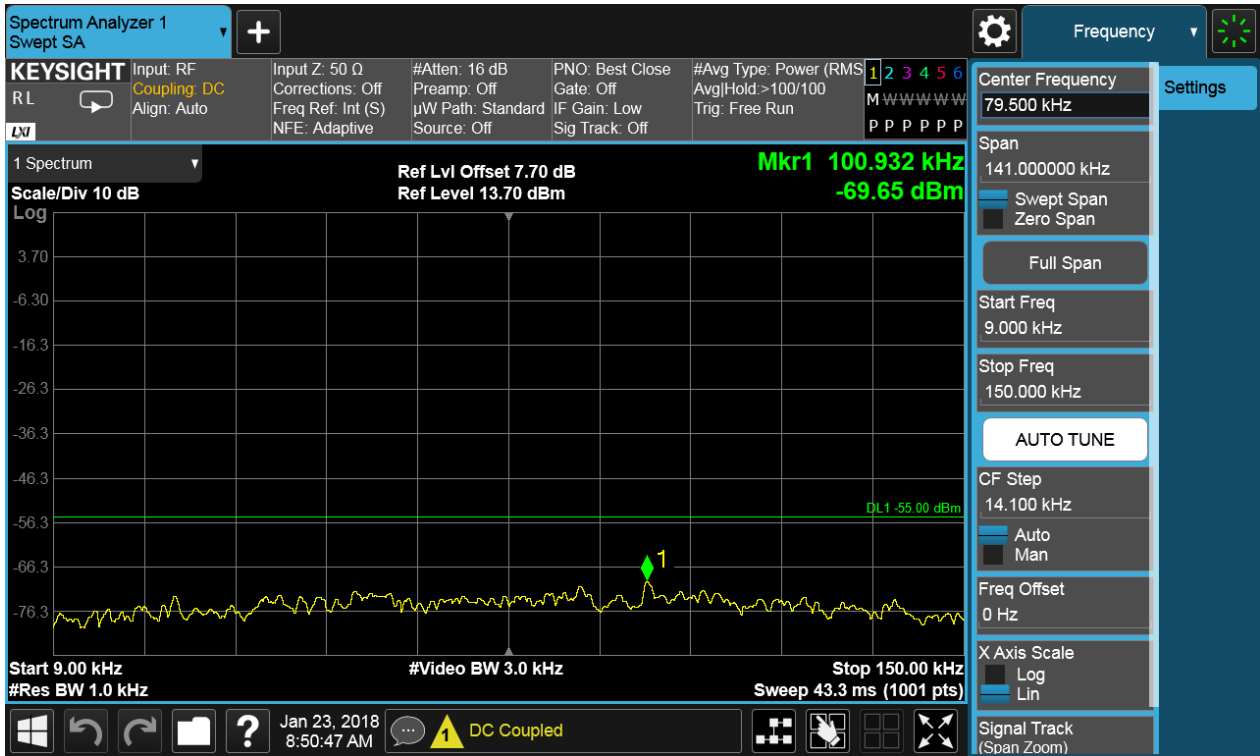 Spectrum Analyzer 1
Swept SA
Frequency
KEYSIGHT
RL
LXI
Input: RF
Coupling: DC
Align: Auto
Input Z: 50 Ω
Corrections: Off
Freq Ref: Int (S)
NFE: Adaptive
#Atten: 16 dB
Preamp: Off
µW Path: Standard
Source: Off
PNO: Best Close
Gate: Off
IF Gain: Low
Sig Track: Off
#Avg Type: Power (RMS
Avg|Hold:>100/100
Trig: Free Run
1 2 3 4 5 6
M W W W W W
P P P P P P
1 Spectrum
Scale/Div 10 dB
Log
Ref Lvl Offset 7.70 dB
Ref Level 13.70 dBm
Mkr1 100.932 kHz
-69.65 dBm
3.70
-6.30
-16.3
-26.3
-36.3
-46.3
-56.3
-66.3
-76.3
DL1 -55.00 dBm
1
Start 9.00 kHz
#Res BW 1.0 kHz
#Video BW 3.0 kHz
Stop 150.00 kHz
Sweep 43.3 ms (1001 pts)
Settings
Center Frequency
79.500 kHz
Span
141.000000 kHz
Swept Span
Zero Span
Full Span
Start Freq
9.000 kHz
Stop Freq
150.000 kHz
AUTO TUNE
CF Step
14.100 kHz
Auto
Man
Freq Offset
0 Hz
X Axis Scale
Log
Lin
Signal Track
(Span Zoom)
?
Jan 23, 2018
8:50:47 AM
1
DC Coupled